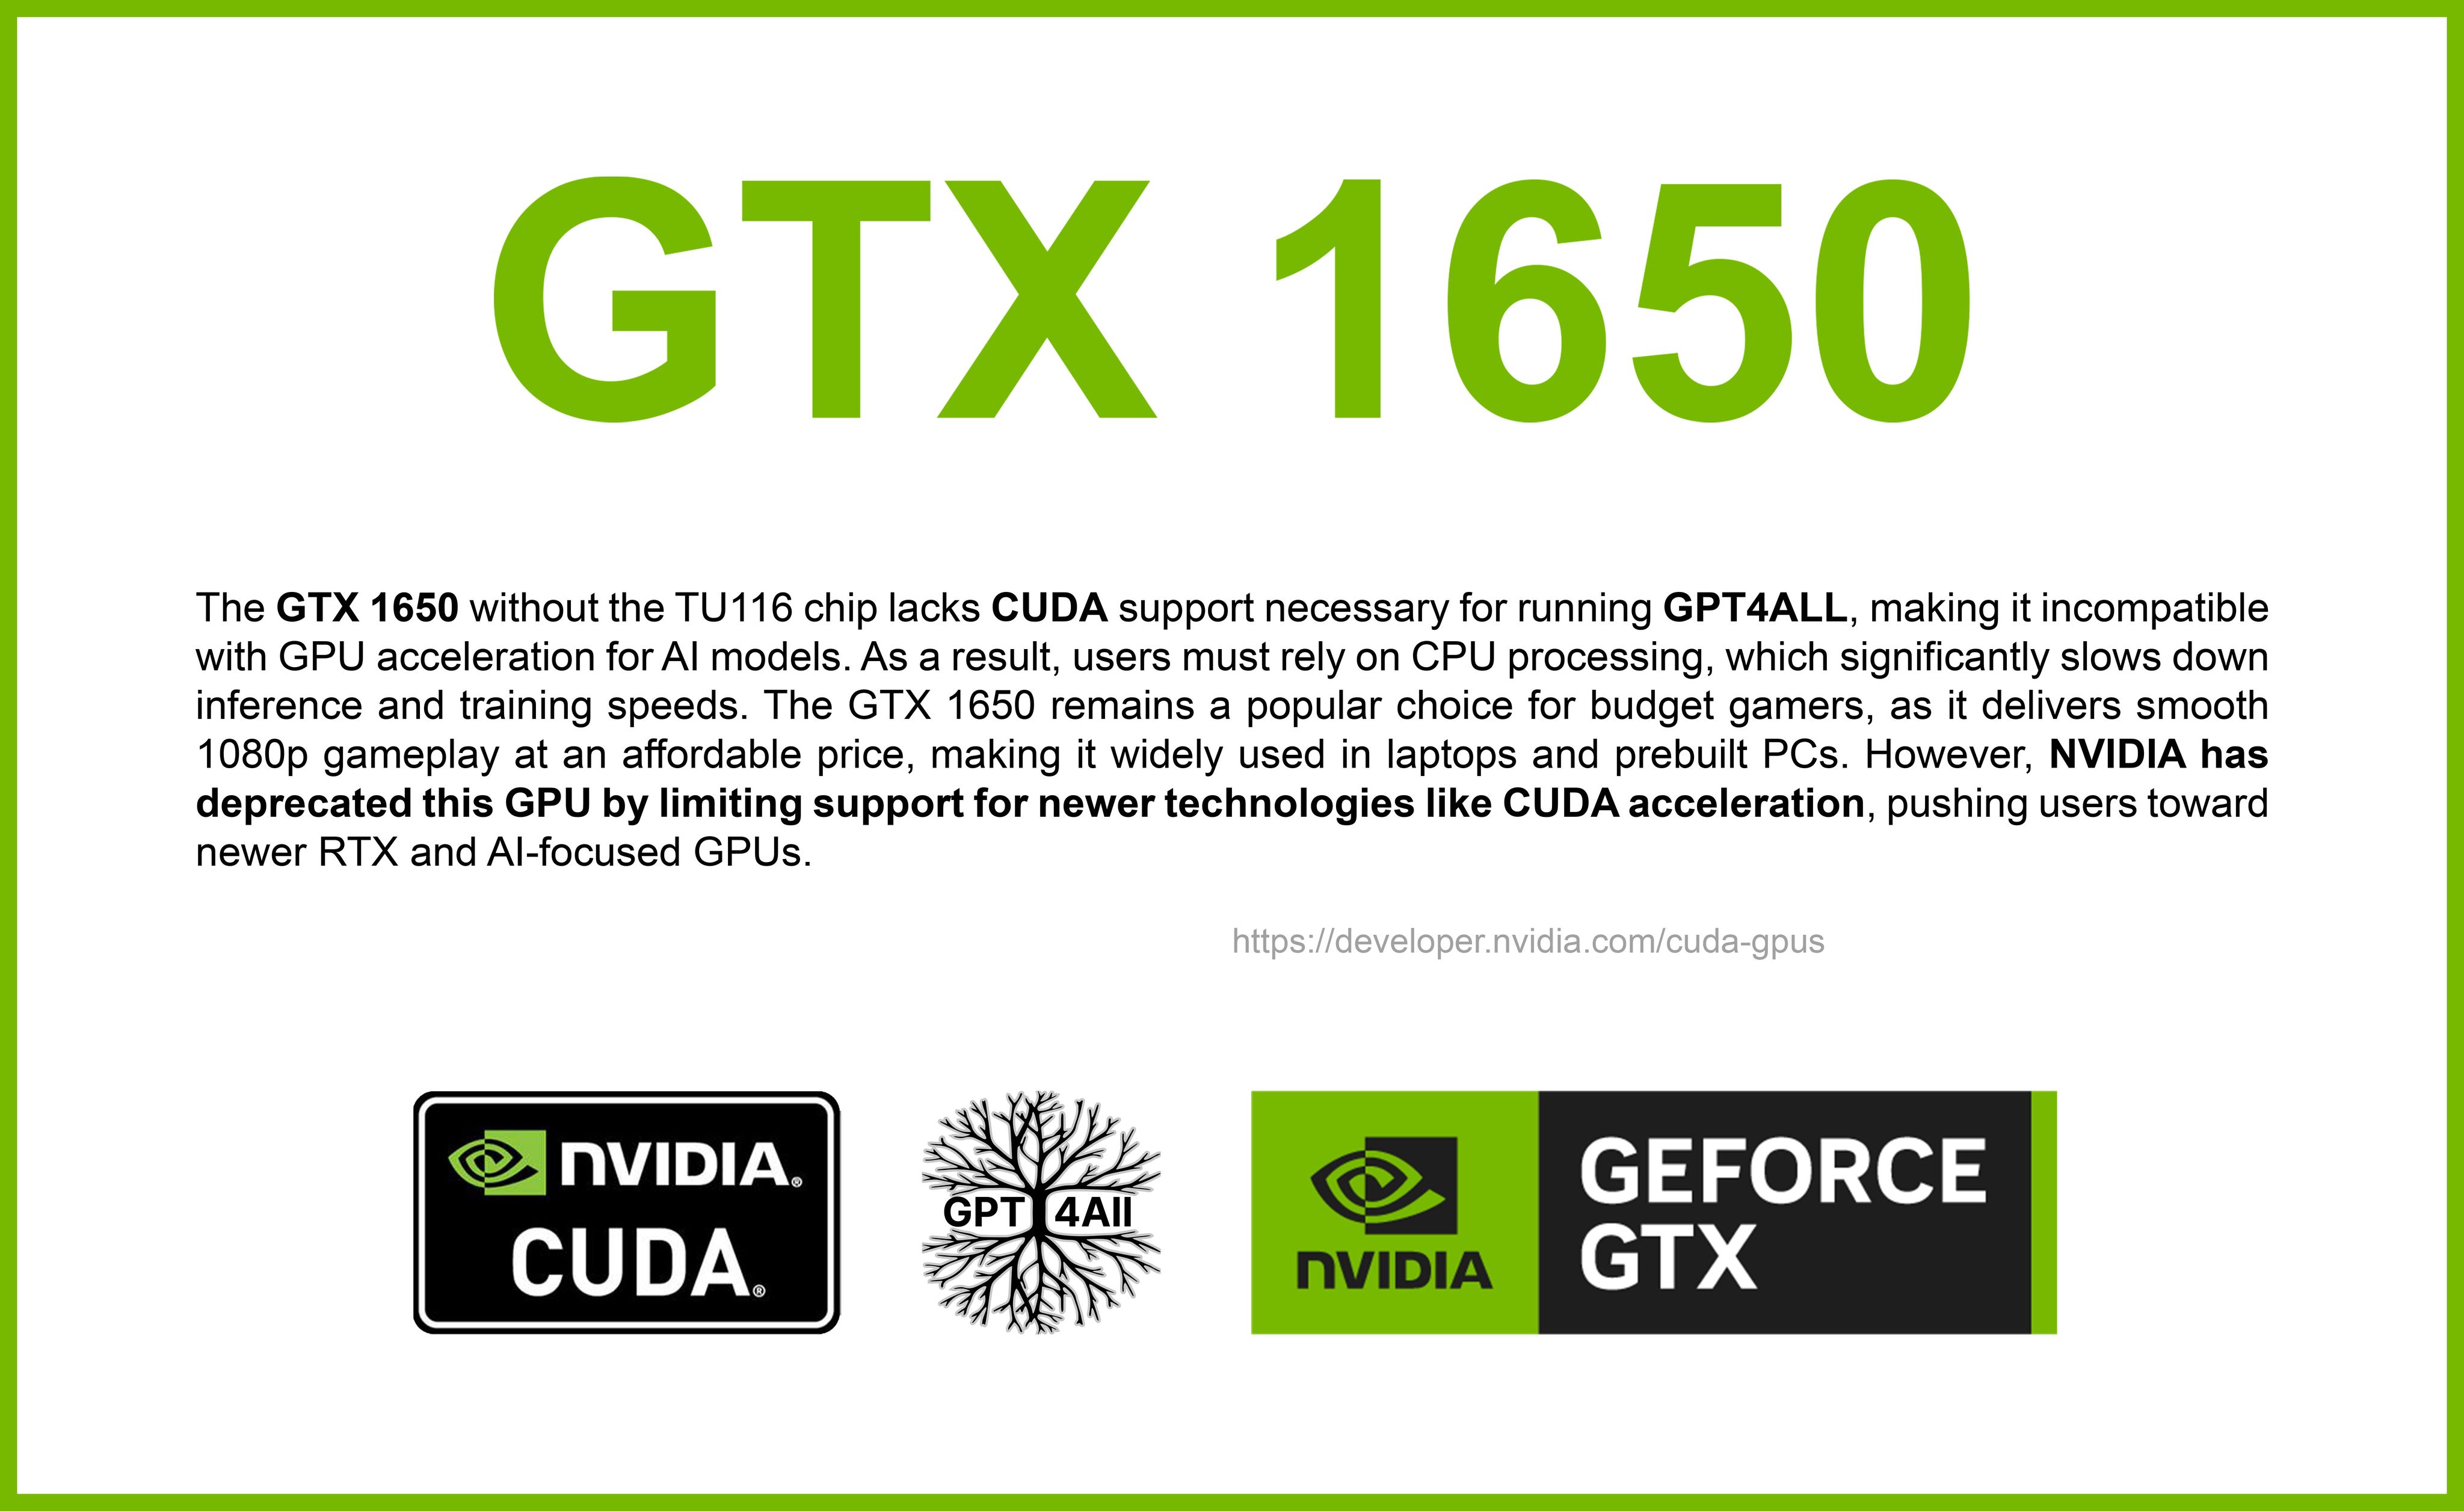 GTX 1650
The GTX 1650 without the TU116 chip lacks CUDA support necessary for running GPT4ALL, making it incompatible
with GPU acceleration for AI models. As a result, users must rely on CPU processing, which significantly slows down
inference and training speeds. The GTX 1650 remains a popular choice for budget gamers, as it delivers smooth
1080p gameplay at an affordable price, making it widely used in laptops and prebuilt PCs. However, NVIDIA has
deprecated this GPU by limiting support for newer technologies like CUDA acceleration, pushing users toward
newer RTX and AI-focused GPUs.
https://developer.nvidia.com/cuda-gpus
nVIDIA®
CUDA®
GPT 4All
nVIDIA
GEFORCE
GTX